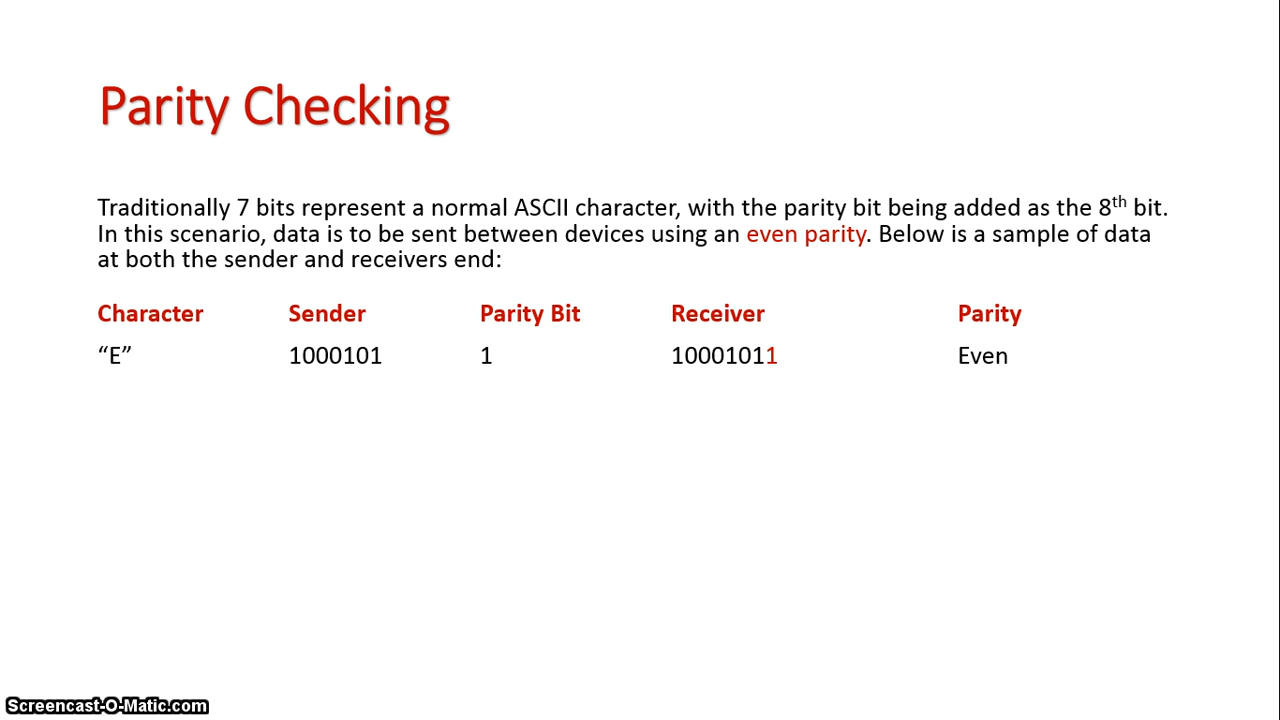 Parity Checking
Traditionally 7 bits represent a normal ASCII character, with the parity bit being added as the 8th bit.
In this scenario, data is to be sent between devices using an even parity. Below is a sample of data
at both the sender and receivers end:
Character Sender Parity Bit Receiver Parity
“E” 1000101 1 10001011 Even
Screencast-O-Matic.com